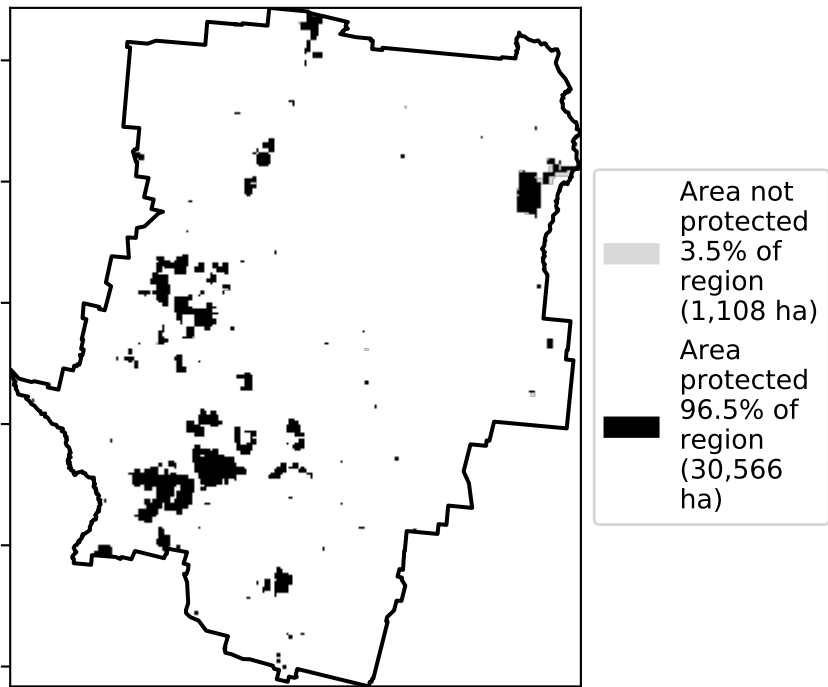 Area not
protected
3.5% of
region
(1,108 ha)
Area
protected
96.5% of
region
(30,566
ha)